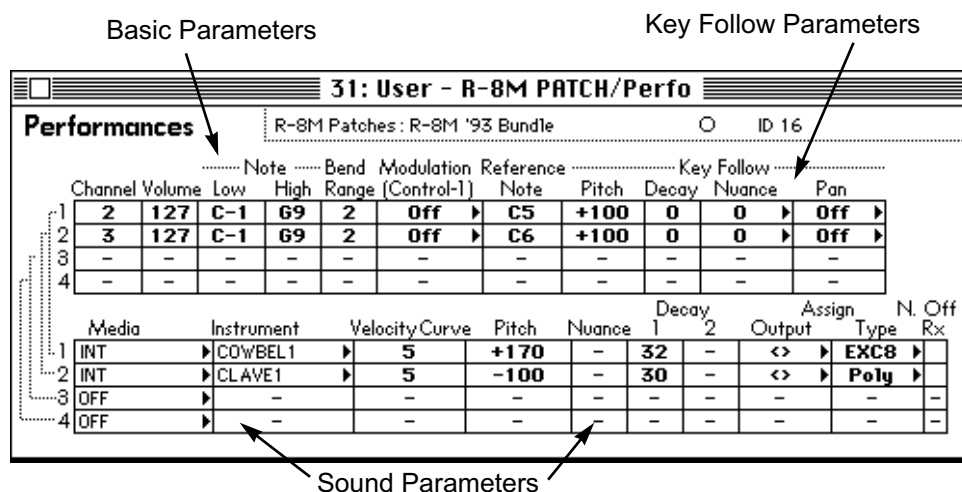 Basic Parameters
Key Follow Parameters
31: User - R-8M PATCH/Perfo
Performances R-8M Patches : R-8M '93 Bundle ID 16
Note Bend Modulation Reference Key Follow
Channel Volume Low High Range (Control-1) Note Pitch Decay Nuance Pan
1 2 127 C-1 G9 2 Off C5 +100 0 0 Off
2 3 127 C-1 G9 2 Off C6 +100 0 0 Off
3 – – – – – – – – – – –
4 – – – – – – – – – – –
Decay Assign N. Off
Media Instrument Velocity Curve Pitch Nuance 1 2 Output Type Rx
1 INT COWBEL1 5 +170 – 32 – <> EXC8
2 INT CLAVE1 5 -100 – 30 – <> Poly
3 OFF – – – – – – – – –
4 OFF – – – – – – – – –
Sound Parameters